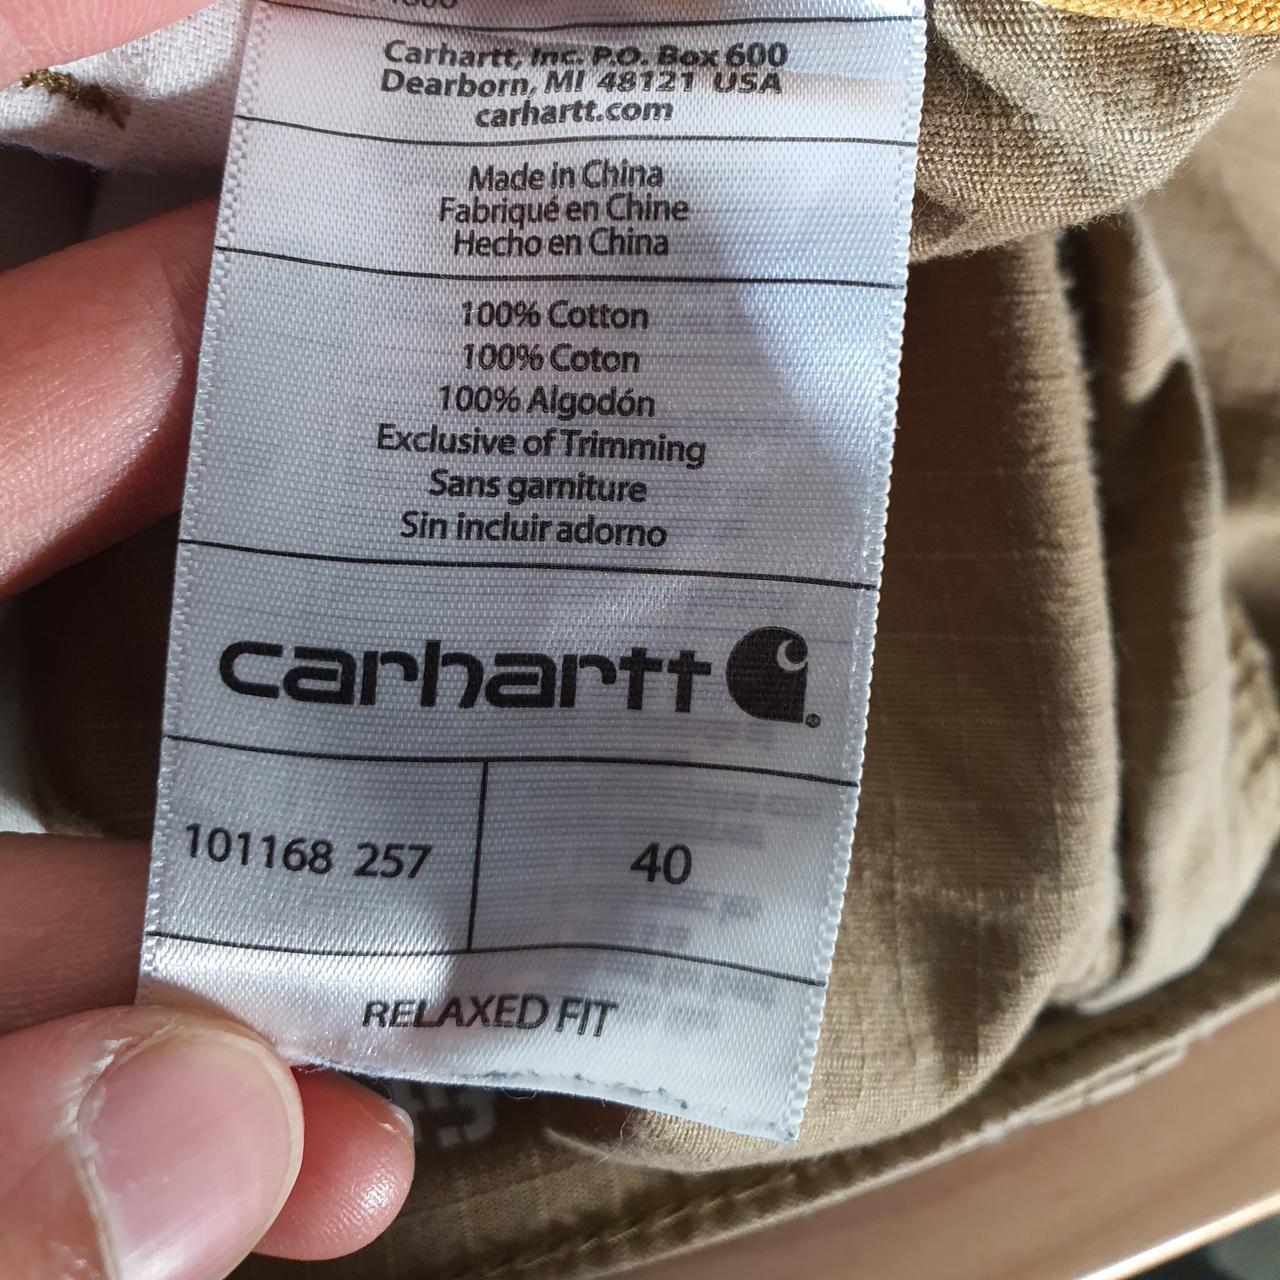 Carhartt, Inc. P.O. Box 600
Dearborn, MI 48121 USA
carhartt.com
Made in China
Fabriqué en Chine
Hecho en China
100% Cotton
100% Coton
100% Algodón
Exclusive of Trimming
Sans garniture
Sin incluir adorno
carhartt
101168 257
40
RELAXED FIT